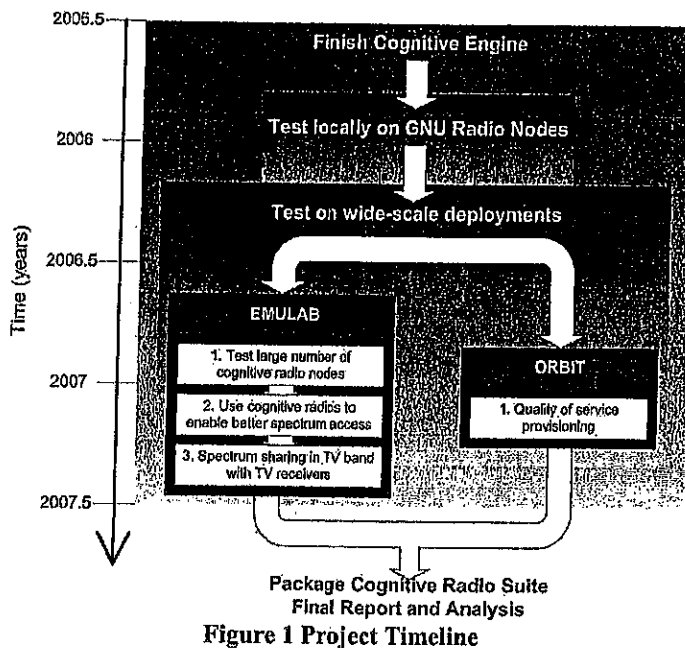 2006.5
Finish Cognitive Engine
Test locally on GNU Radio Nodes
2006
Test on wide-scale deployments
2006.5
Time (years)
EMULAB
1. Test large number of
cognitive radio nodes
2. Use cognitive radios to
enable better spectrum access
3. Spectrum sharing in TV band
with TV receivers
ORBIT
1. Quality of service
provisioning
2007
2007.5
Package Cognitive Radio Suite
Final Report and Analysis
Figure 1 Project Timeline